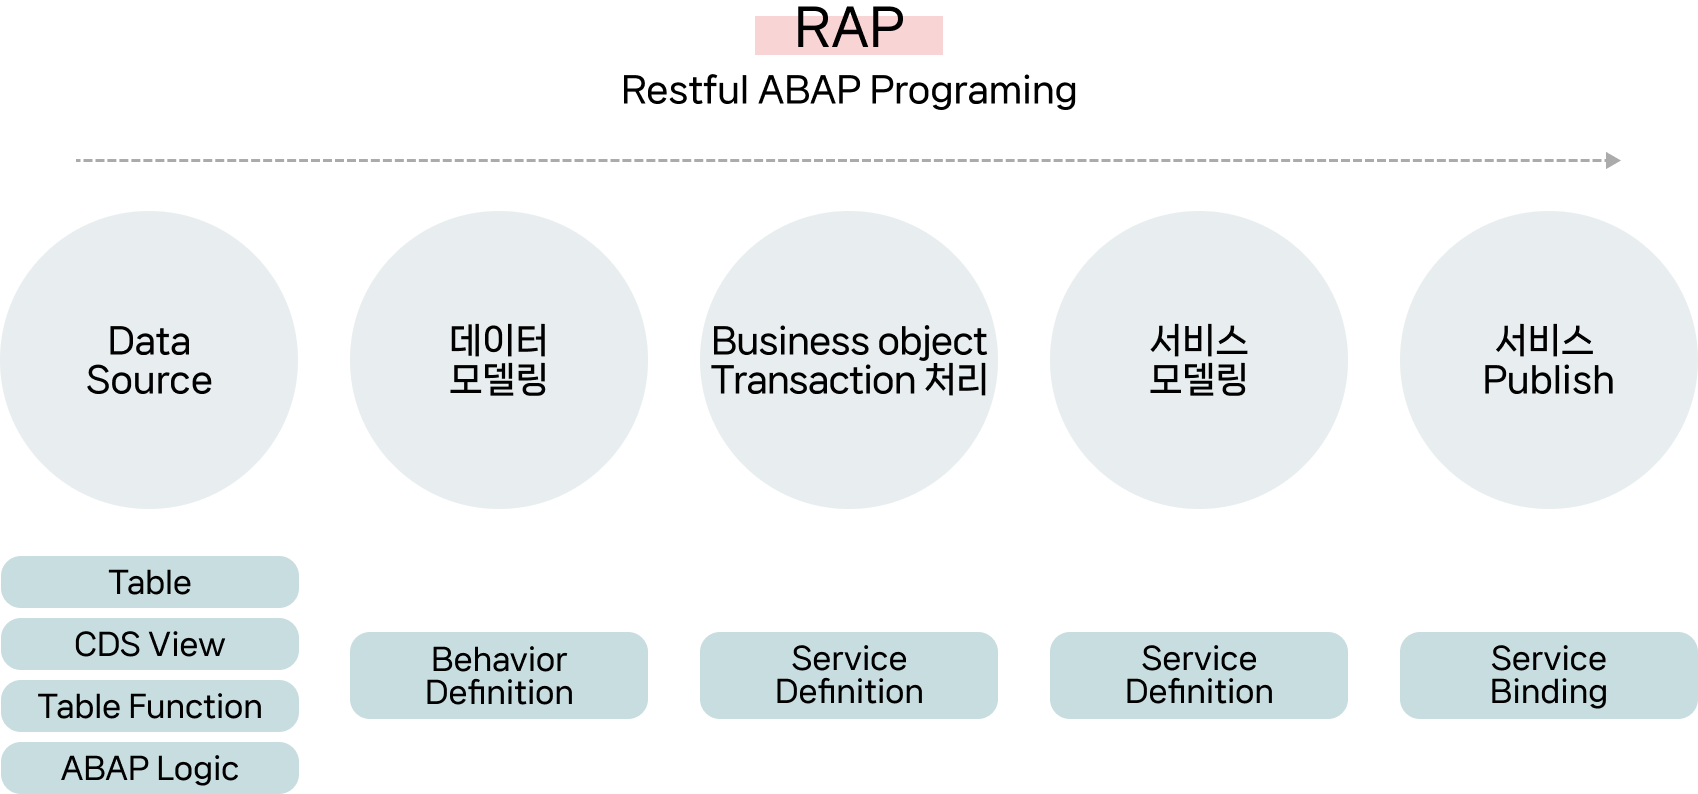 RAP
Restful ABAP Programing
Data
Source
데이터
모델링
Business object
Transaction 처리
서비스
모델링
서비스
Publish
Table
CDS View
Table Function
ABAP Logic
Behavior
Definition
Service
Definition
Service
Definition
Service
Binding